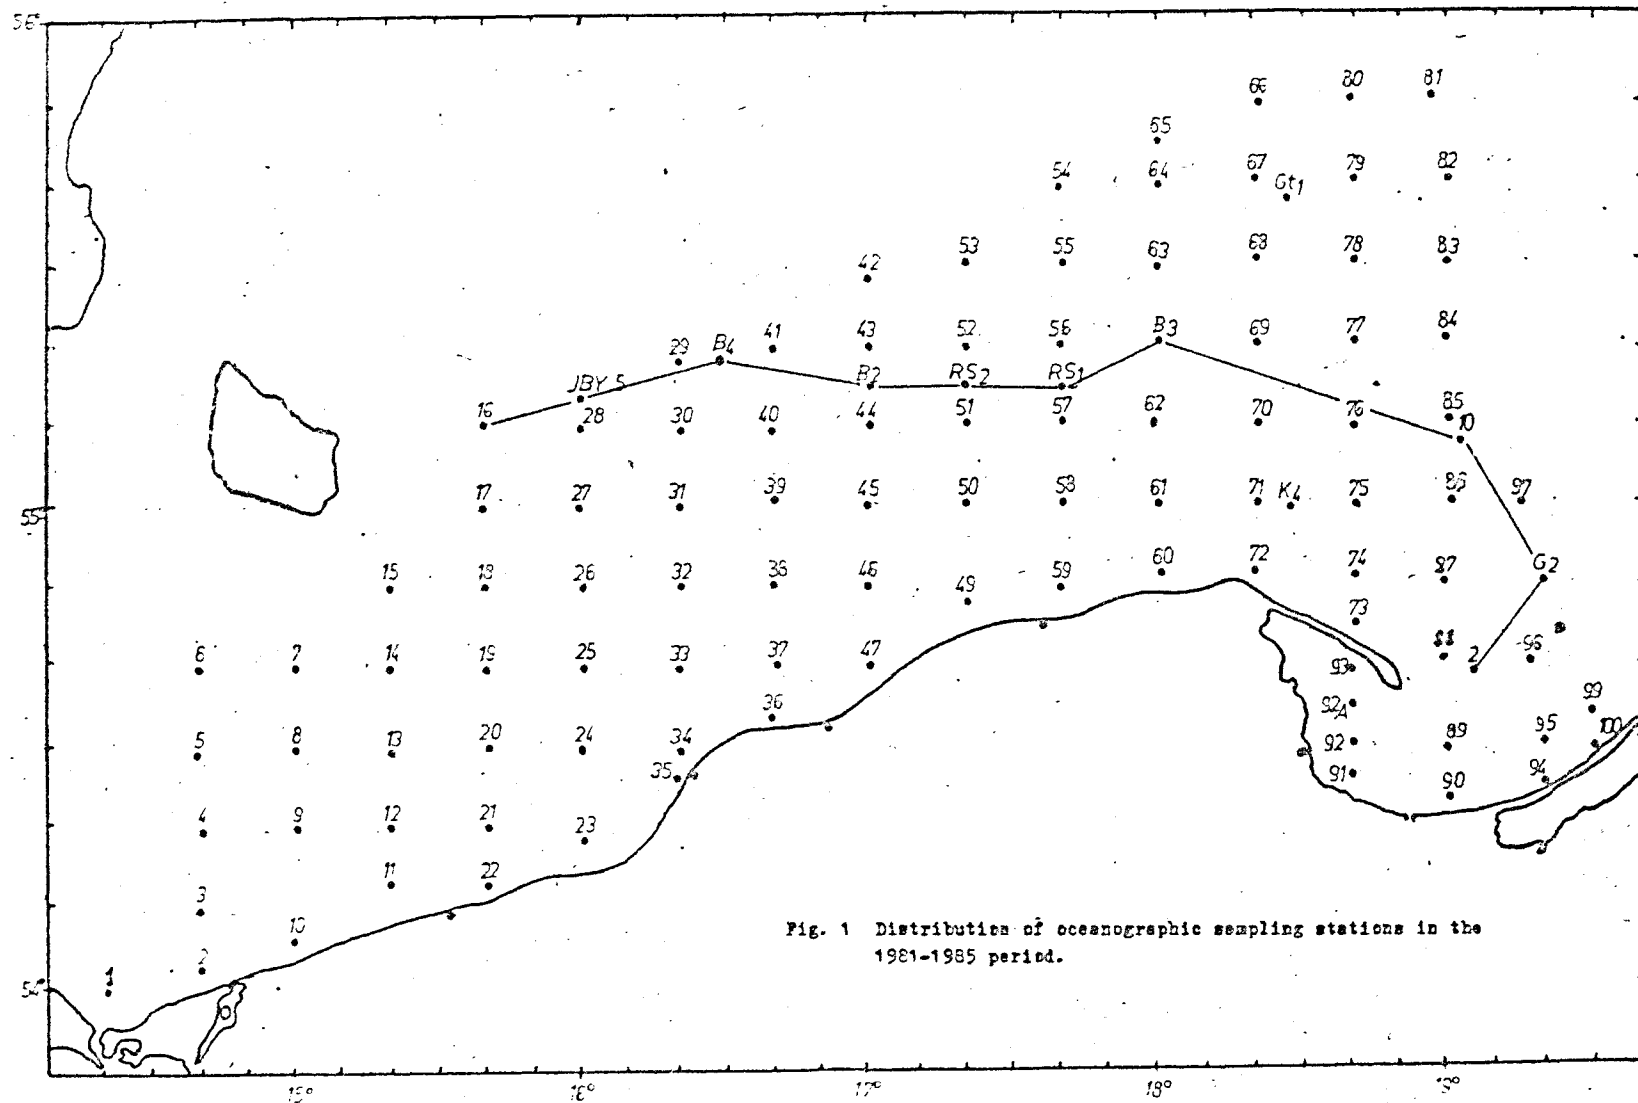 56°
66 80 81
65
54 64 67 Gt1 79 82
42 53 55 63 68 78 83
29 B4 41 43 52 56 B3 69 77 84
JBY 5 B2 RS2 RS1
16 28 30 40 44 51 57 62 70 76 85 10
17 27 31 39 45 50 58 61 71 K4 75 86 97
55°
15 18 26 32 38 46 49 59 60 72 74 87 G2
73
6 7 14 19 25 33 37 47 93 88 2 96
36 92A 99
5 8 13 20 24 34 92 89 95 100
35 91 90 94
4 9 12 21 23
11 22
3 10
Fig. 1 Distribution of oceanographic sampling stations in the
1981-1985 period.
2
1
54°
15° 16° 17° 18° 19°